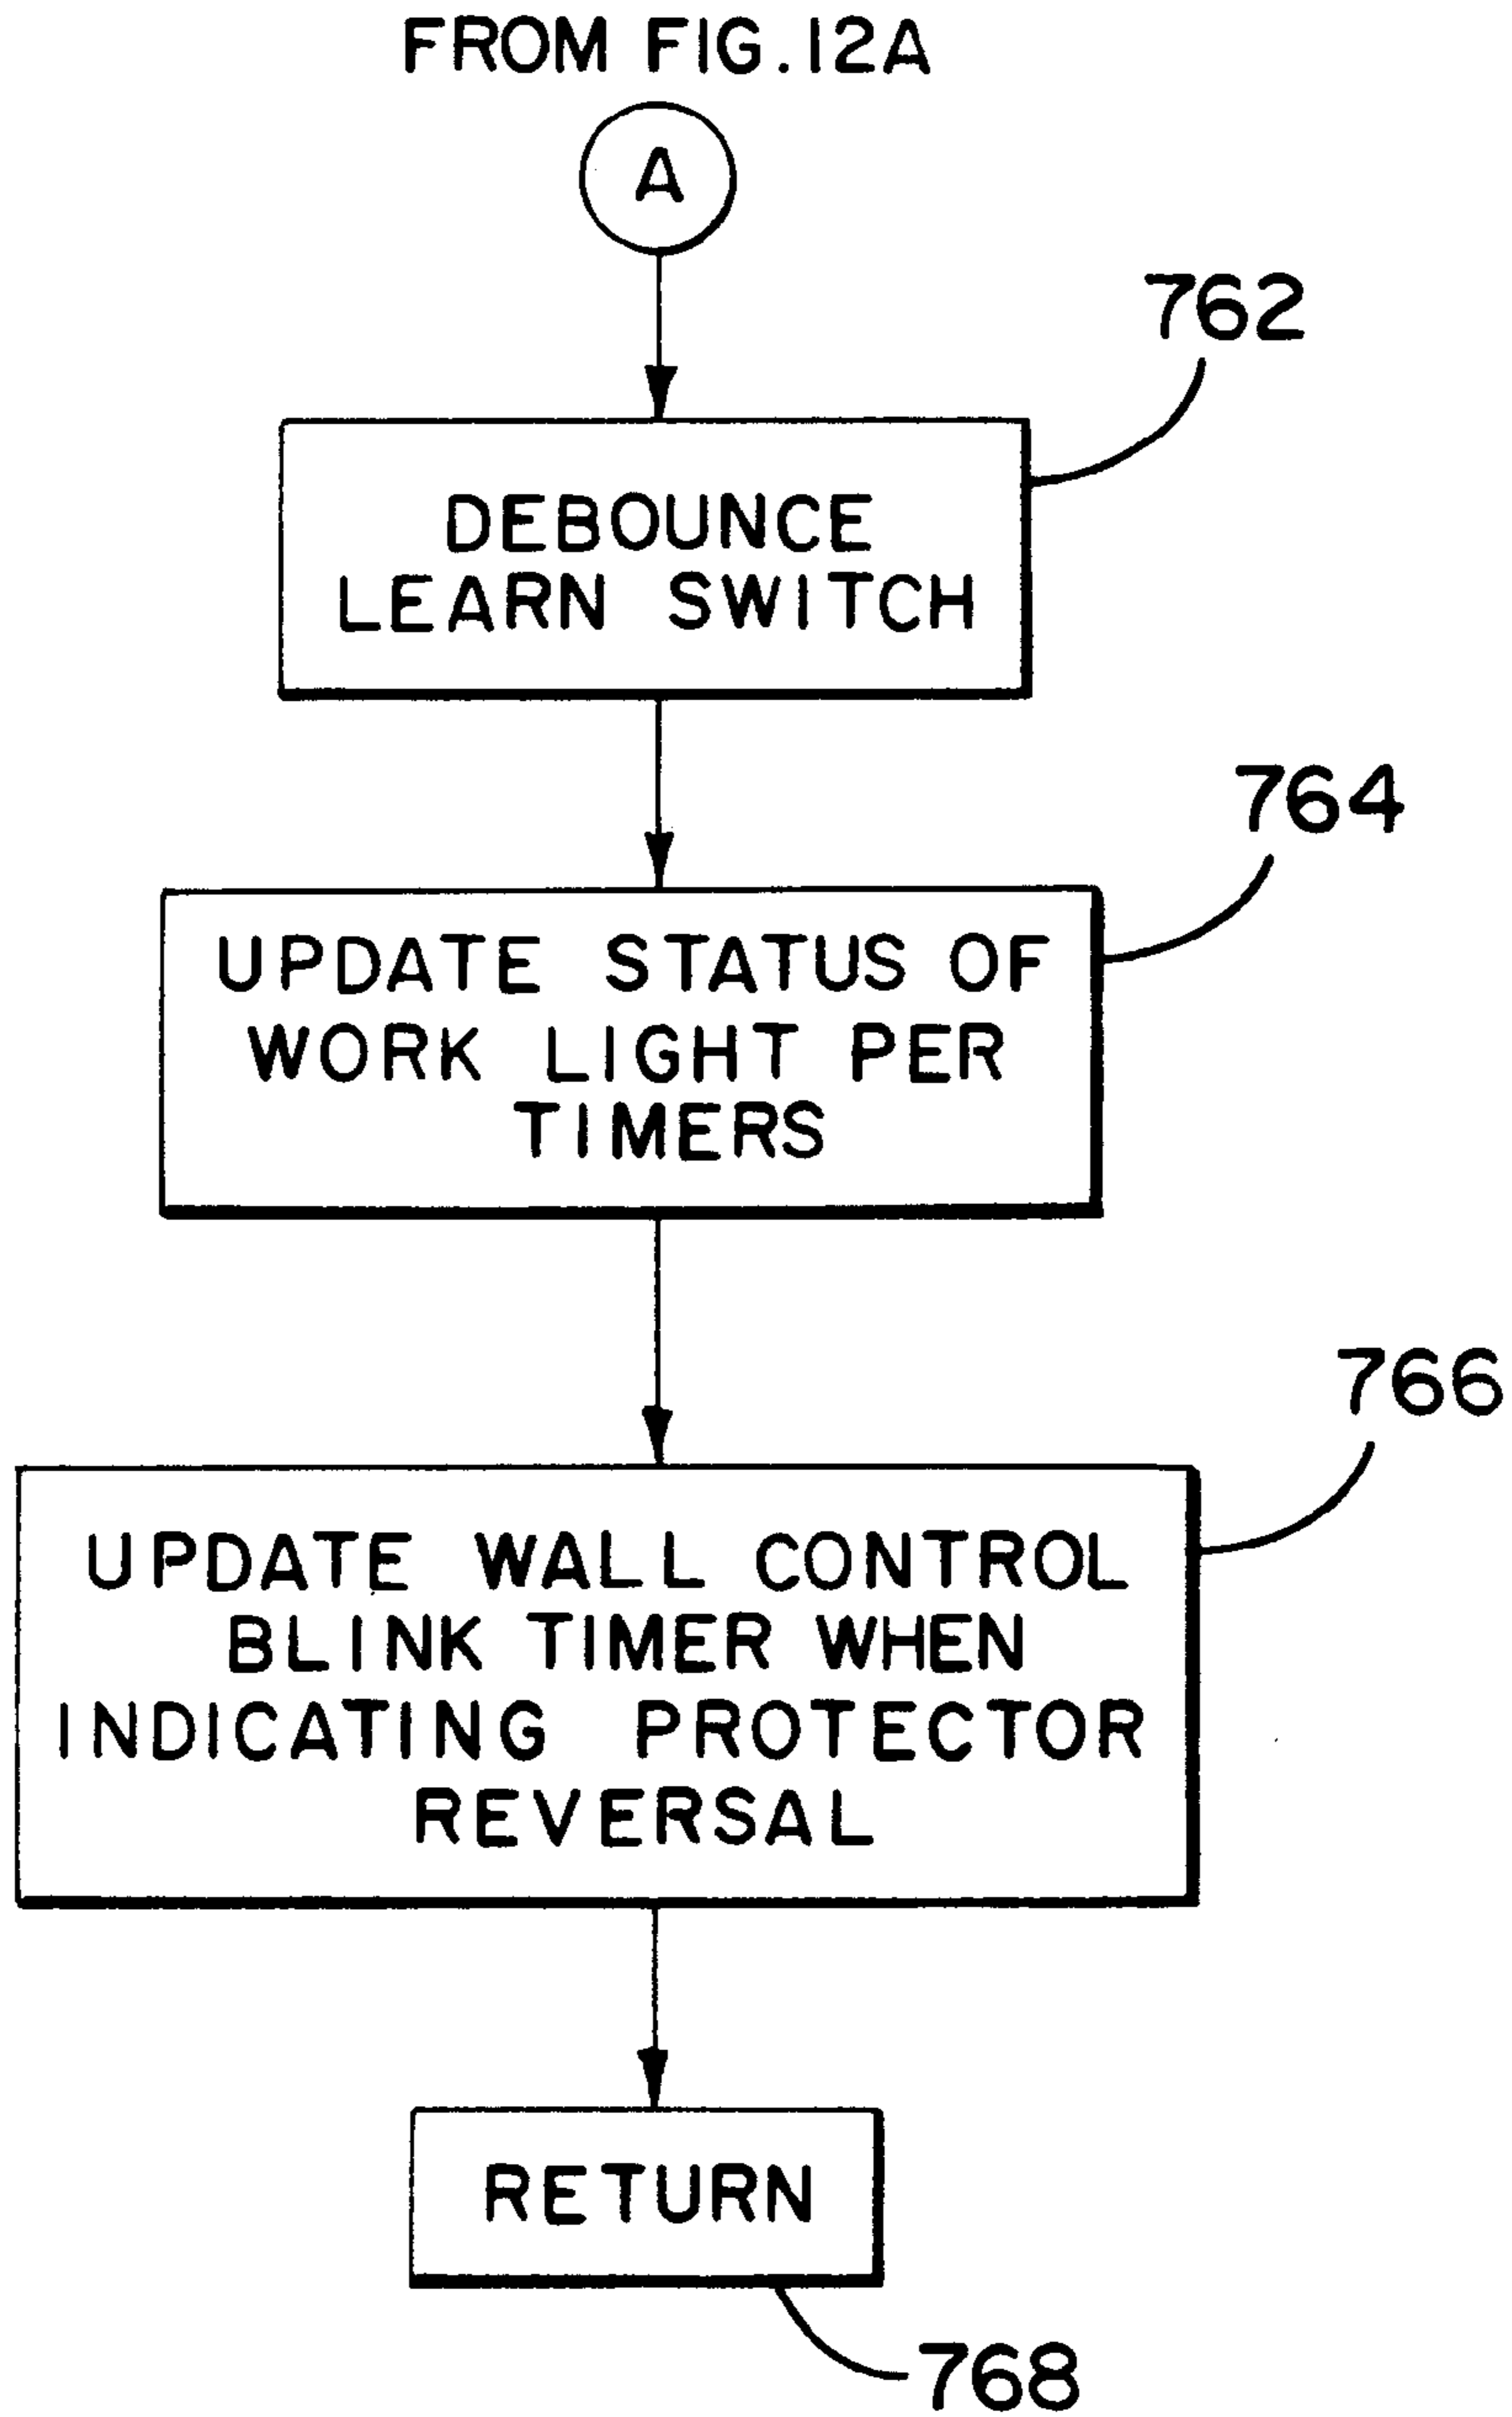 FROM FIG.12A
A
762
DEBOUNCE
LEARN SWITCH
764
UPDATE STATUS OF
WORK LIGHT PER
TIMERS
766
UPDATE WALL CONTROL
BLINK TIMER WHEN
INDICATING PROTECTOR
REVERSAL
RETURN
768